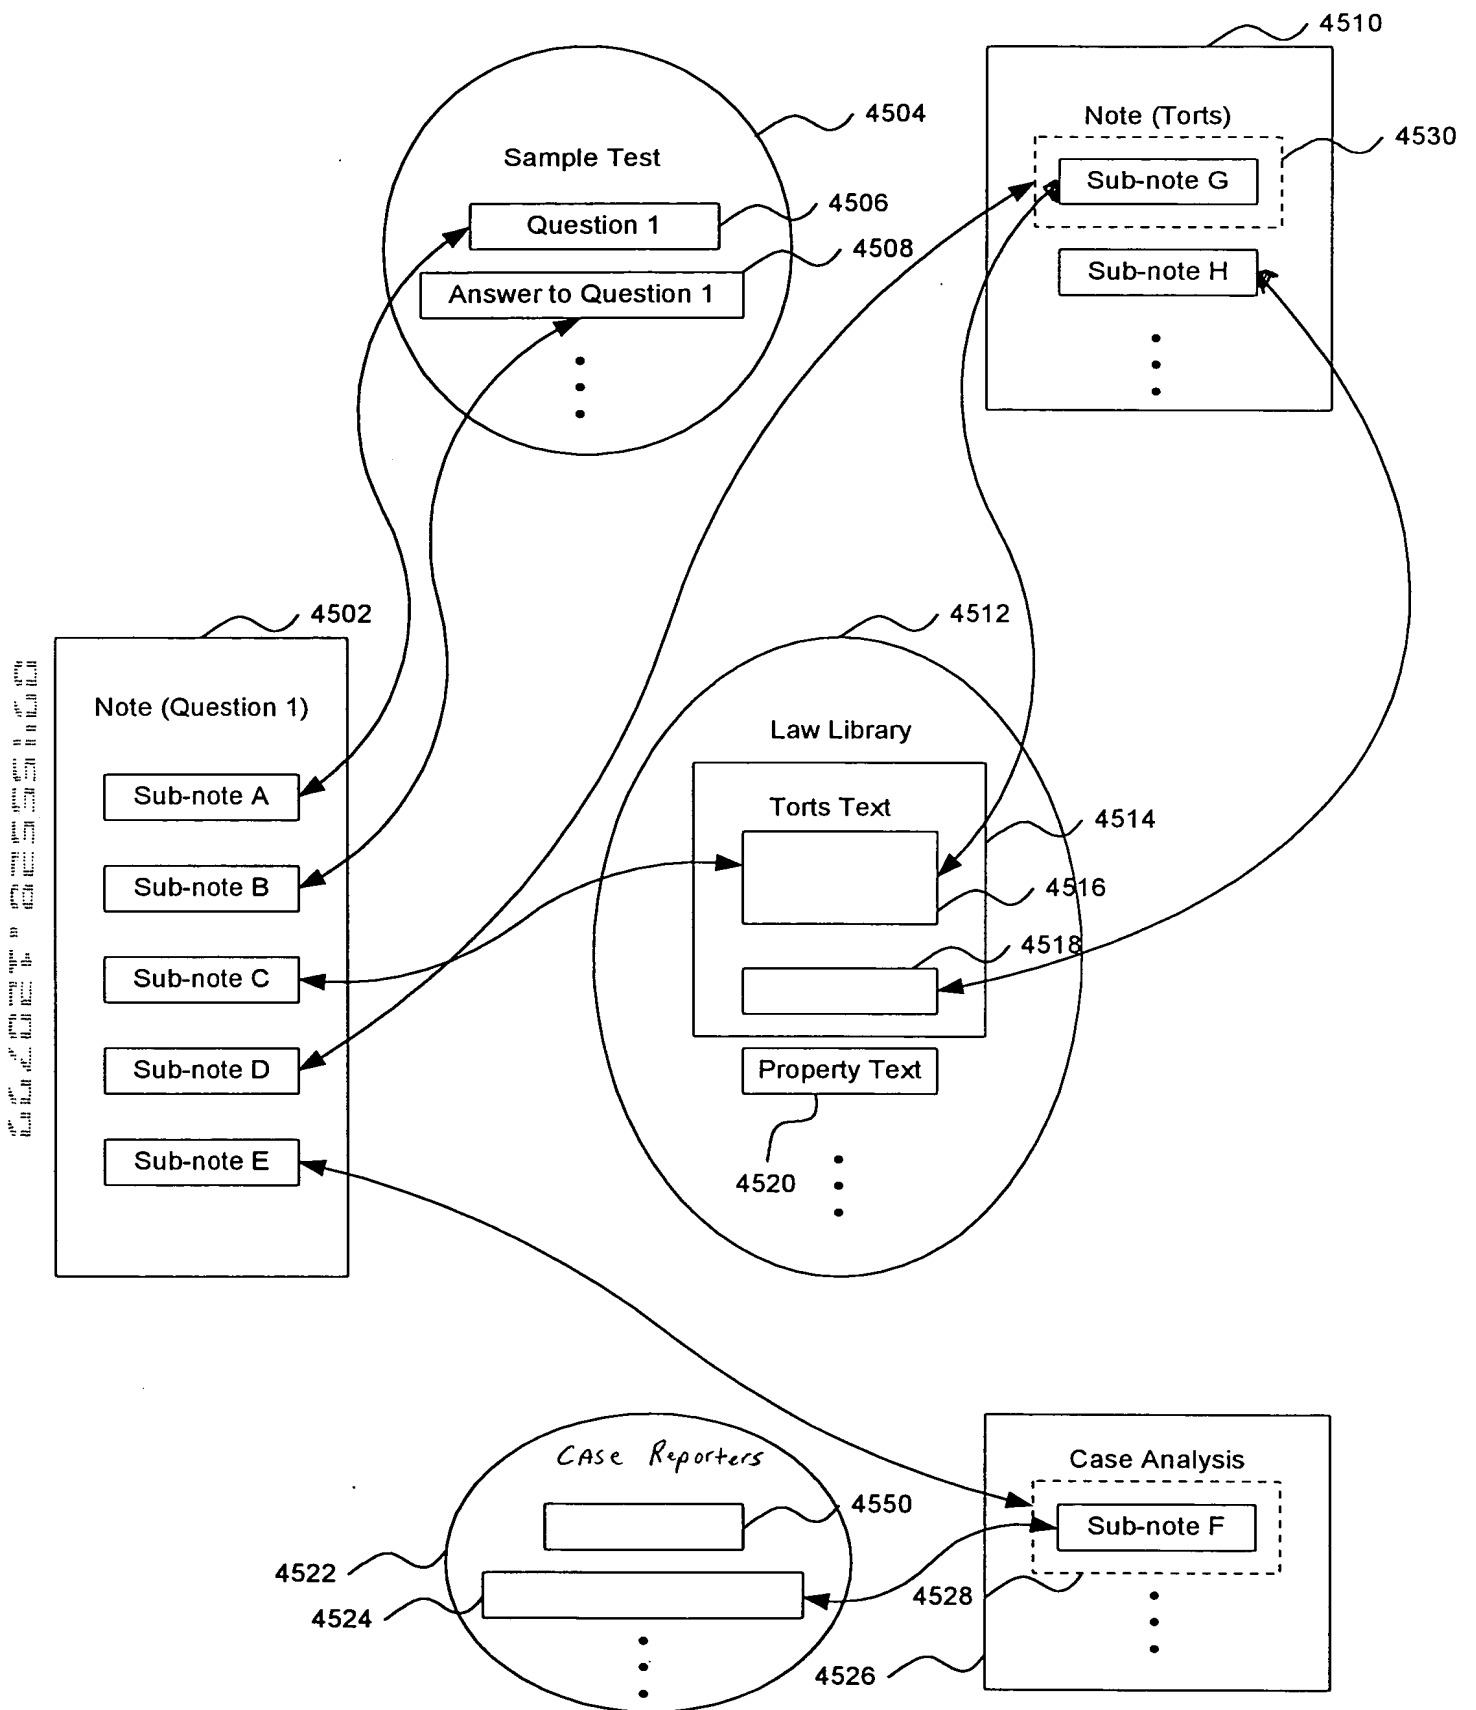 4510
4504
Note (Torts)
4530
Sample Test
Sub-note G
4506
Question 1
4508
Sub-note H
Answer to Question 1
4502
4512
Note (Question 1)
Law Library
Sub-note A
Torts Text
4514
Sub-note B
4516
4518
Sub-note C
Sub-note D
Property Text
Sub-note E
4520
CASE Reporters
Case Analysis
4550
Sub-note F
4522
4528
4524
4526